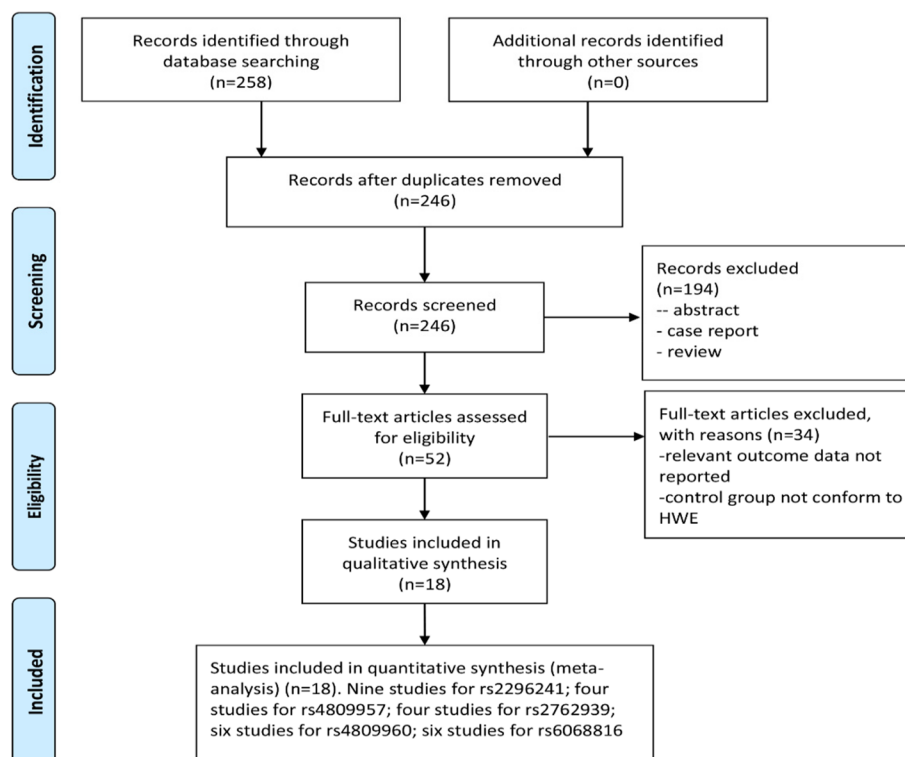 Identification
Records identified through
database searching
(n=258)
Additional records identified
through other sources
(n=0)
Records after duplicates removed
(n=246)
Screening
Records screened
(n=246)
Records excluded
(n=194)
-- abstract
- case report
- review
Eligibility
Full-text articles assessed
for eligibility
(n=52)
Full-text articles excluded,
with reasons (n=34)
-relevant outcome data not
reported
-control group not conform to
HWE
Studies included in
qualitative synthesis
(n=18)
Included
Studies included in quantitative synthesis (meta-
analysis) (n=18). Nine studies for rs2296241; four
studies for rs4809957; four studies for rs2762939;
six studies for rs4809960; six studies for rs6068816